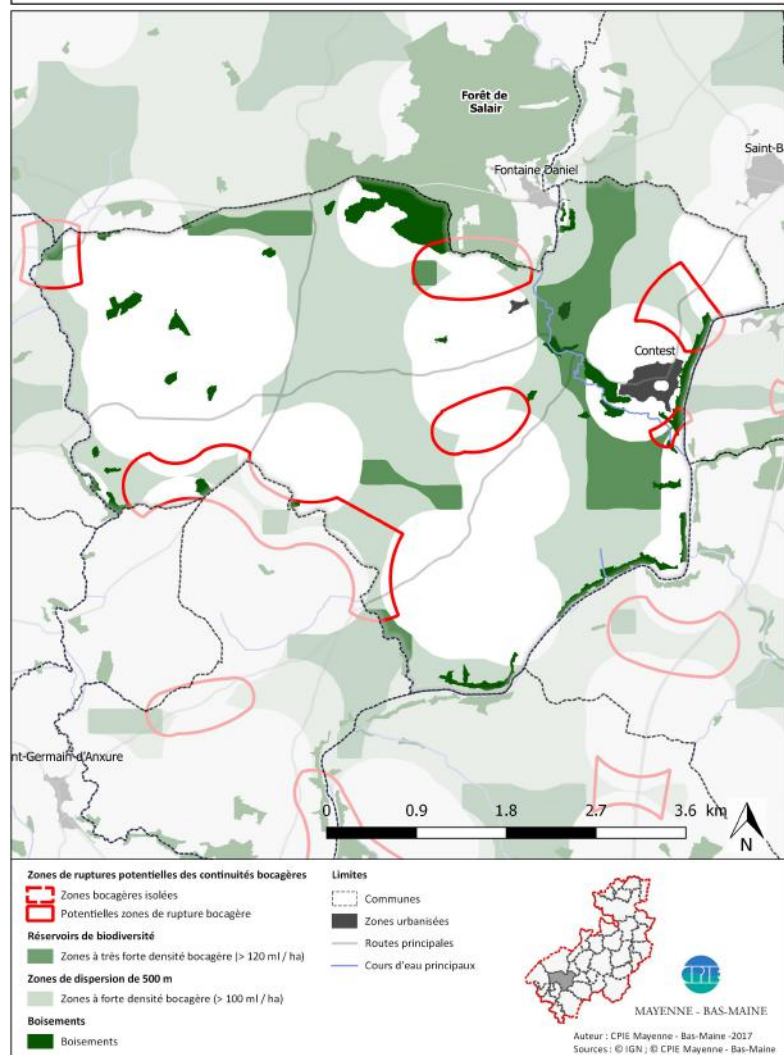 Forêt de
Salair
Fontaine Daniel
Saint-B
Contest
nt-Germain-d'Anxure
0 0.9 1.8 2.7 3.6 km
N
Zones de ruptures potentielles des continuités bocagères
Zones bocagères isolées
Potentielles zones de rupture bocagère
Réservoirs de biodiversité
Zones à très forte densité bocagère (> 120 ml / ha)
Zones de dispersion de 500 m
Zones à forte densité bocagère (> 100 ml / ha)
Boisements
Boisements
Limites
Communes
Zones urbanisées
Routes principales
Cours d'eau principaux
CPIE
MAYENNE - BAS-MAINE
Auteur : CPIE Mayenne - Bas-Maine -2017
Sources : © IGN ; © CPIE Mayenne - Bas-Maine